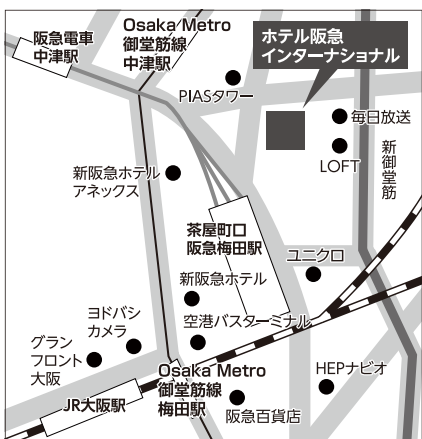 Osaka Metro
御堂筋線
中津駅
阪急電車
中津駅
ホテル阪急
インターナショナル
PIASタワー
毎日放送
LOFT
新御堂筋
新阪急ホテル
アネックス
茶屋町口
阪急梅田駅
ユニクロ
新阪急ホテル
空港バスターミナル
ヨドバシ
カメラ
グラン
フロント
大阪
Osaka Metro
御堂筋線
梅田駅
HEPナビオ
JR大阪駅
阪急百貨店